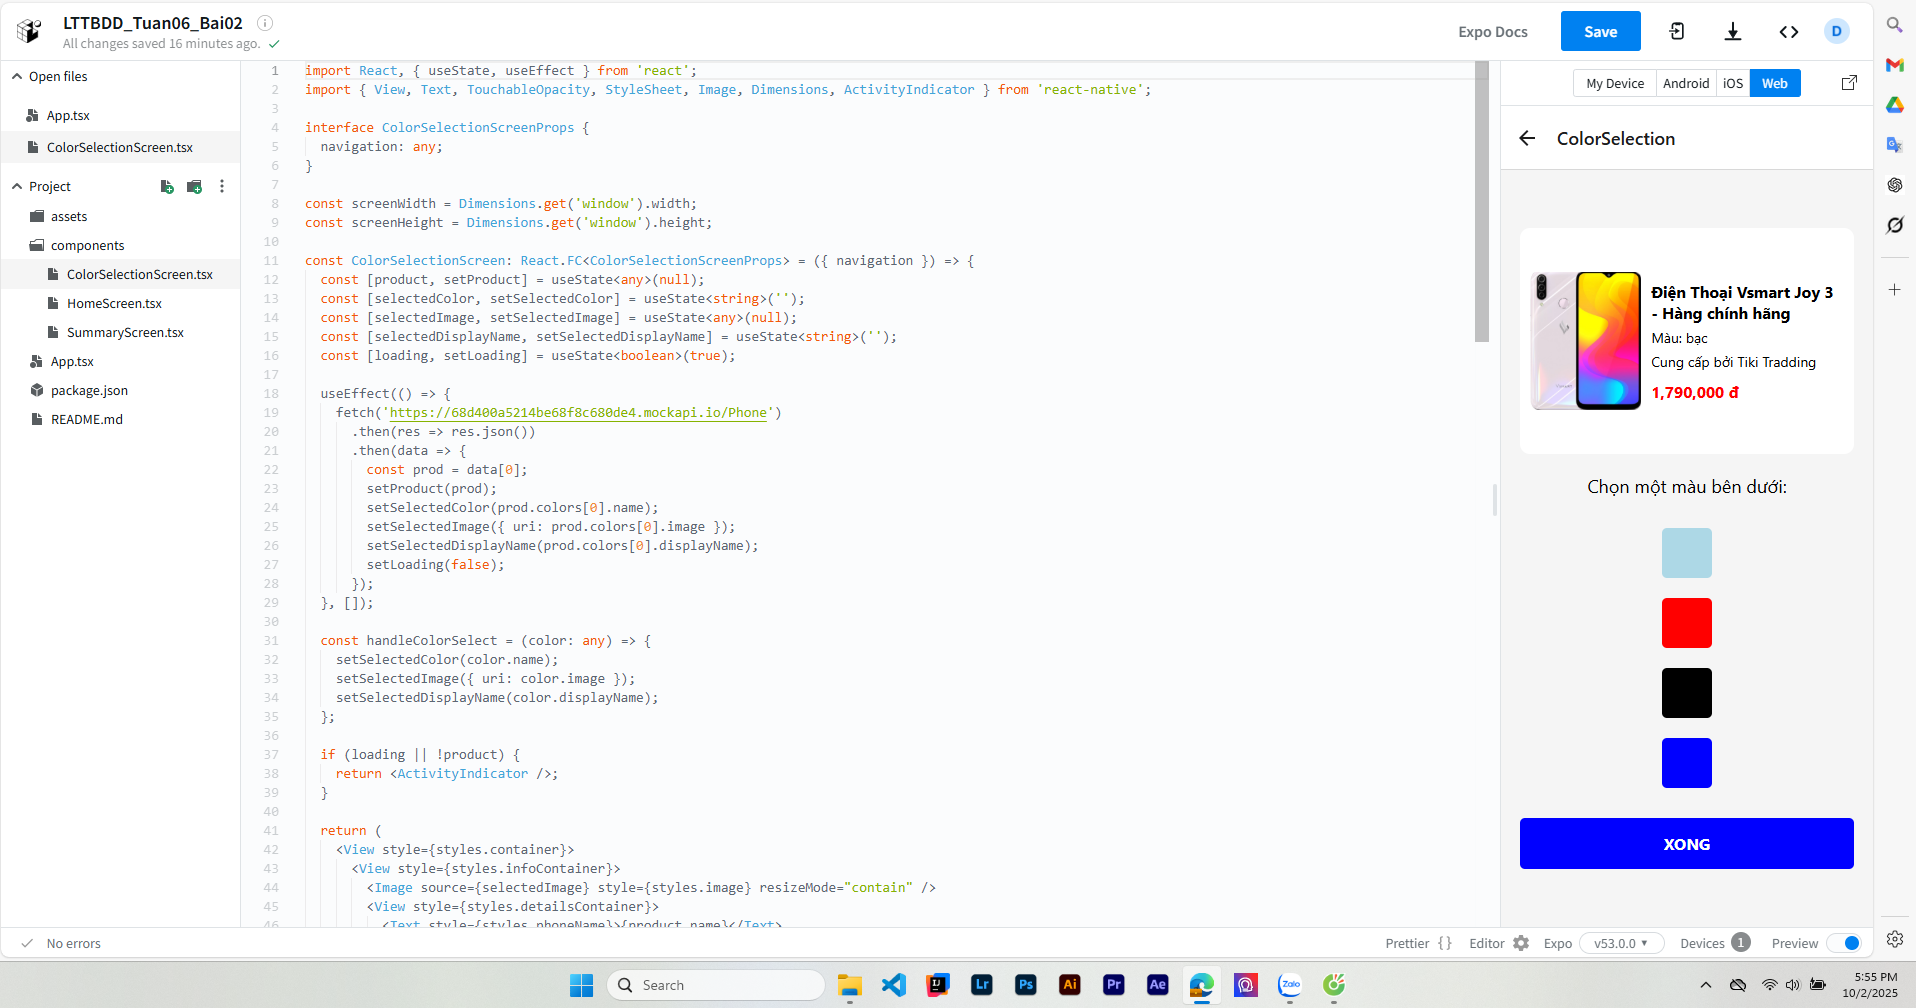 LTTBDD_Tuan06_Bai02
All changes saved 16 minutes ago.
Expo Docs
Save
D
Open files
App.tsx
ColorSelectionScreen.tsx
Project
assets
components
ColorSelectionScreen.tsx
HomeScreen.tsx
SummaryScreen.tsx
App.tsx
package.json
README.md
1 import React, { useState, useEffect } from 'react';
2 import { View, Text, TouchableOpacity, StyleSheet, Image, Dimensions, ActivityIndicator } from 'react-native';
3
4 interface ColorSelectionScreenProps {
5 navigation: any;
6 }
7
8 const screenWidth = Dimensions.get('window').width;
9 const screenHeight = Dimensions.get('window').height;
10
11 const ColorSelectionScreen: React.FC<ColorSelectionScreenProps> = ({ navigation }) => {
12 const [product, setProduct] = useState<any>(null);
13 const [selectedColor, setSelectedColor] = useState<string>('');
14 const [selectedImage, setSelectedImage] = useState<any>(null);
15 const [selectedDisplayName, setSelectedDisplayName] = useState<string>('');
16 const [loading, setLoading] = useState<boolean>(true);
17
18 useEffect(() => {
19 fetch('https://68d400a5214be68f8c680de4.mockapi.io/Phone')
20 .then(res => res.json())
21 .then(data => {
22 const prod = data[0];
23 setProduct(prod);
24 setSelectedColor(prod.colors[0].name);
25 setSelectedImage({ uri: prod.colors[0].image });
26 setSelectedDisplayName(prod.colors[0].displayName);
27 setLoading(false);
28 });
29 }, []);
30
31 const handleColorSelect = (color: any) => {
32 setSelectedColor(color.name);
33 setSelectedImage({ uri: color.image });
34 setSelectedDisplayName(color.displayName);
35 };
36
37 if (loading || !product) {
38 return <ActivityIndicator />;
39 }
40
41 return (
42 <View style={styles.container}>
43 <View style={styles.infoContainer}>
44 <Image source={selectedImage} style={styles.image} resizeMode="contain" />
45 <View style={styles.detailsContainer}>
46 <Text style={styles.phoneName}>{product.name}</Text>
My Device
Android
iOS
Web
ColorSelection
Điện Thoại Vsmart Joy 3
- Hàng chính hãng
Màu: bạc
Cung cấp bởi Tiki Tradding
1,790,000 đ
Chọn một màu bên dưới:
XONG
No errors
Prettier { }
Editor
Expo
v53.0.0
Devices 1
Preview
Search
Lr
Ps
Ai
Pr
Ae
Zalo
5:55 PM
10/2/2025